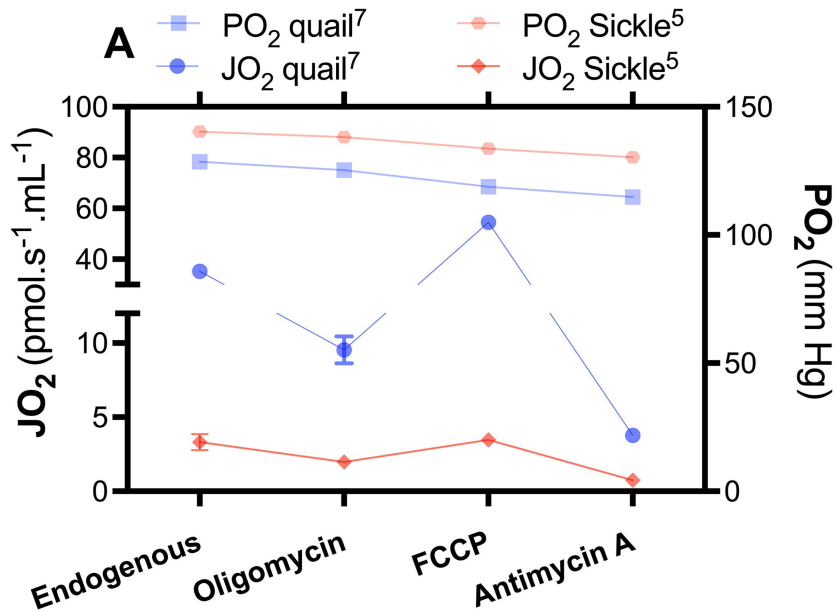 A
PO₂ quail⁷
PO₂ Sickle⁵
JO₂ quail⁷
JO₂ Sickle⁵
100
80
60
40
10
5
0
JO₂ (pmol.s⁻¹.mL⁻¹)
150
100
50
0
PO₂ (mm Hg)
Endogenous
Oligomycin
FCCP
Antimycin A